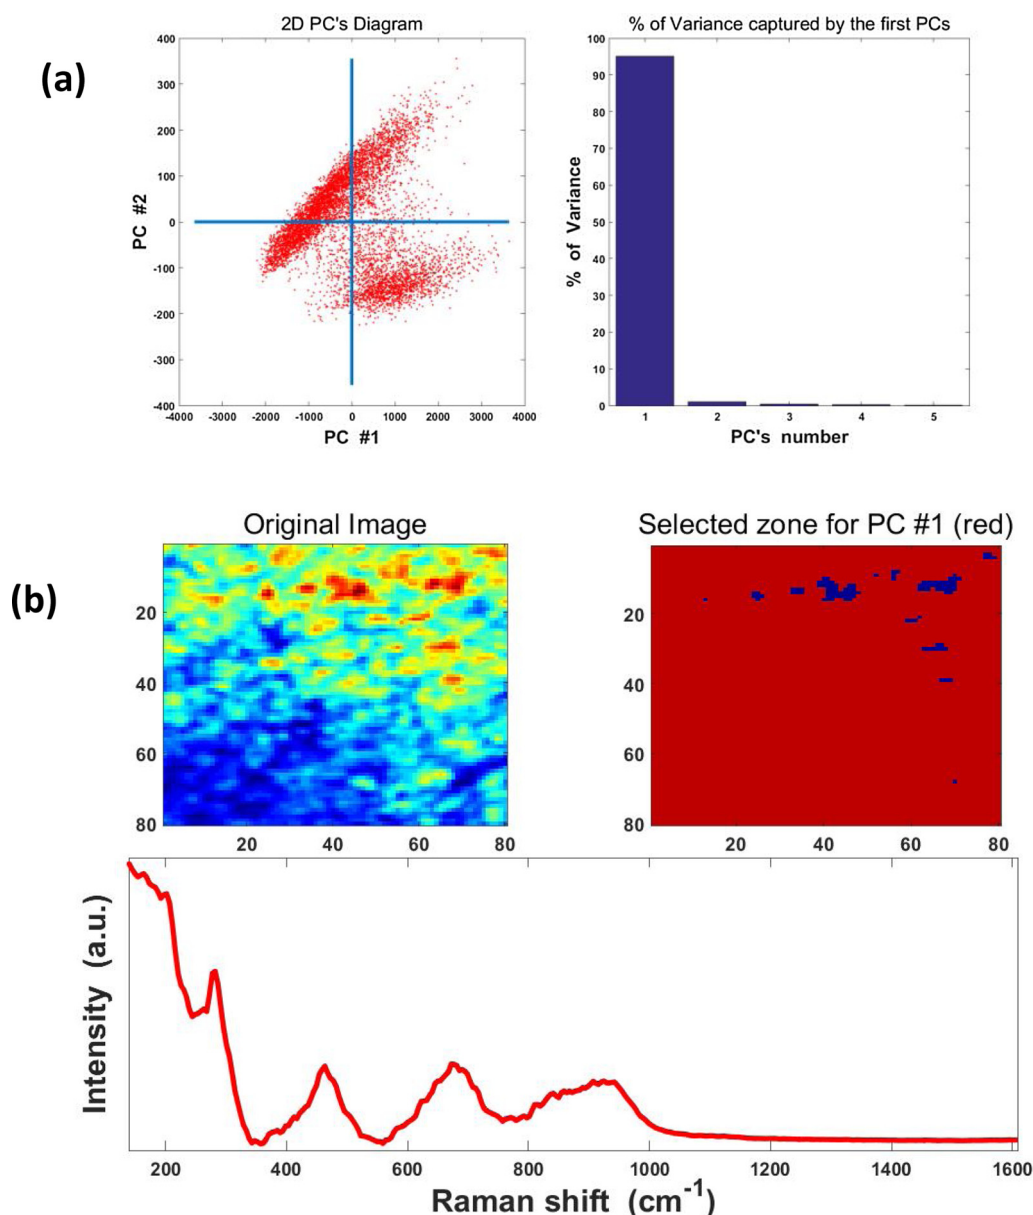 (a)
2D PC's Diagram
400
300
200
100
0
-100
-200
-300
-400
PC #2
-4000 -3000 -2000 -1000 0 1000 2000 3000 4000
PC #1
% of Variance captured by the first PCs
100
90
80
70
60
50
40
30
20
10
0
% of Variance
1 2 3 4 5
PC's number
(b)
Original Image
20
40
60
80
20 40 60 80
Selected zone for PC #1 (red)
20
40
60
80
20 40 60 80
Intensity (a.u.)
200 400 600 800 1000 1200 1400 1600
Raman shift (cm⁻¹)